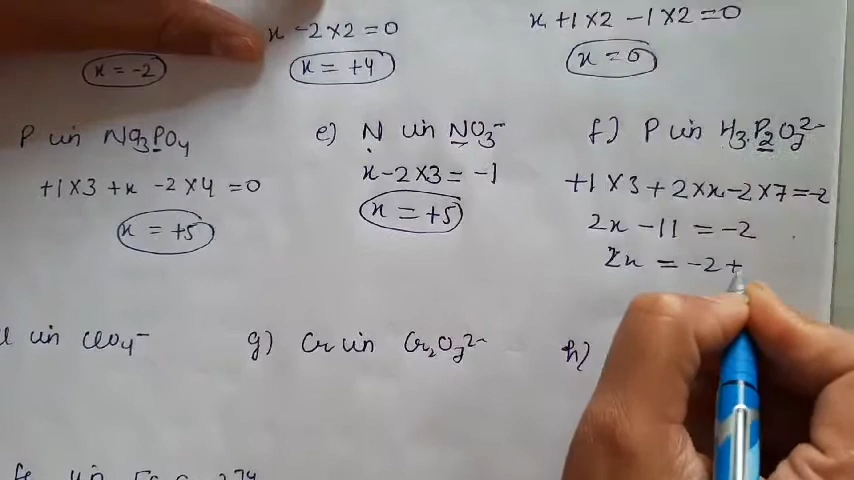 x - 2 × 2 = 0
x + 1 × 2 - 1 × 2 = 0
x = -2
x = +4
x = 0
P in Na3PO4
e) N in NO3-
f) P in H3P2O7 2-
+1 × 3 + x - 2 × 4 = 0
x - 2 × 3 = -1
+1 × 3 + 2 × x - 2 × 7 = -2
x = +5
x = +5
2x - 11 = -2
2x = -2 +
in ClO4-
g) Cr in Cr2O7 2-
h)
in